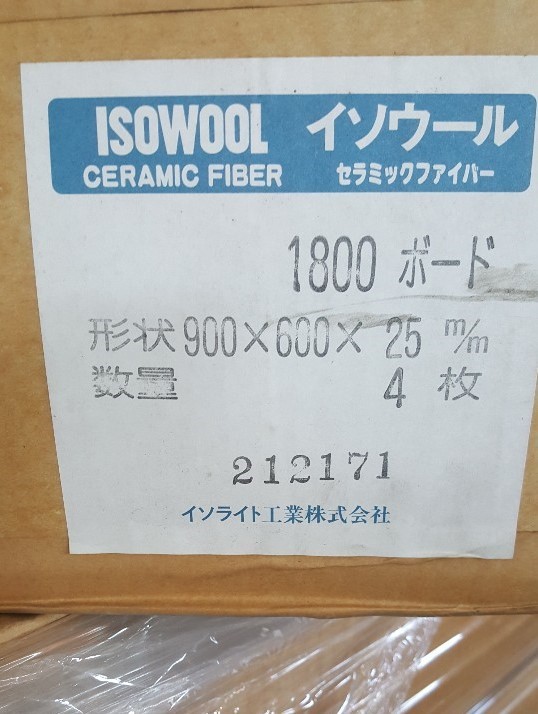 ISOWOOL イソウール
CERAMIC FIBER セラミックファイバー
1800 ボード
形状 900×600× 25 m/m
数量 4 枚
212171
イソライト工業株式会社